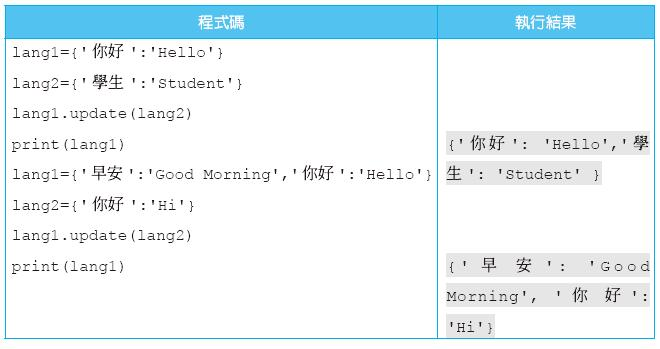 程式碼 執行結果
lang1={'你好':'Hello'}
lang2={'學生':'Student'}
lang1.update(lang2)
print(lang1)
lang1={'早安':'Good Morning','你好':'Hello'}
lang2={'你好':'Hi'}
lang1.update(lang2)
print(lang1)
{'你好': 'Hello','學
生': 'Student' }
{'早安': 'Good
Morning', '你好':
'Hi'}